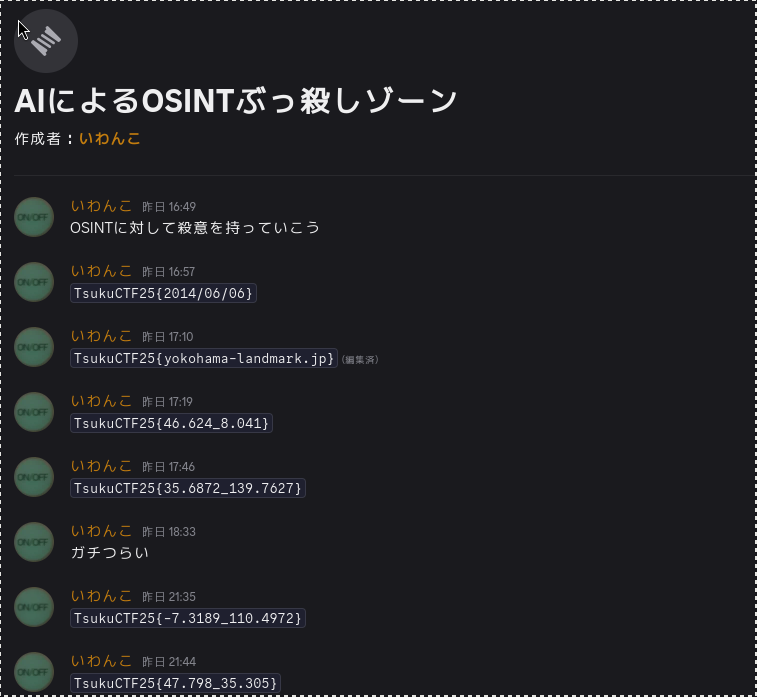 AIによるOSINTぶっ殺しゾーン
作成者：いわんこ
いわんこ 昨日 16:49
ON/OFF
OSINTに対して殺意を持っていこう
いわんこ 昨日 16:57
ON/OFF
TsukuCTF25{2014/06/06}
いわんこ 昨日 17:10
ON/OFF
TsukuCTF25{yokohama-landmark.jp} (編集済)
いわんこ 昨日 17:19
ON/OFF
TsukuCTF25{46.624_8.041}
いわんこ 昨日 17:46
ON/OFF
TsukuCTF25{35.6872_139.7627}
いわんこ 昨日 18:33
ON/OFF
ガチつらい
いわんこ 昨日 21:35
ON/OFF
TsukuCTF25{-7.3189_110.4972}
いわんこ 昨日 21:44
ON/OFF
TsukuCTF25{47.798_35.305}